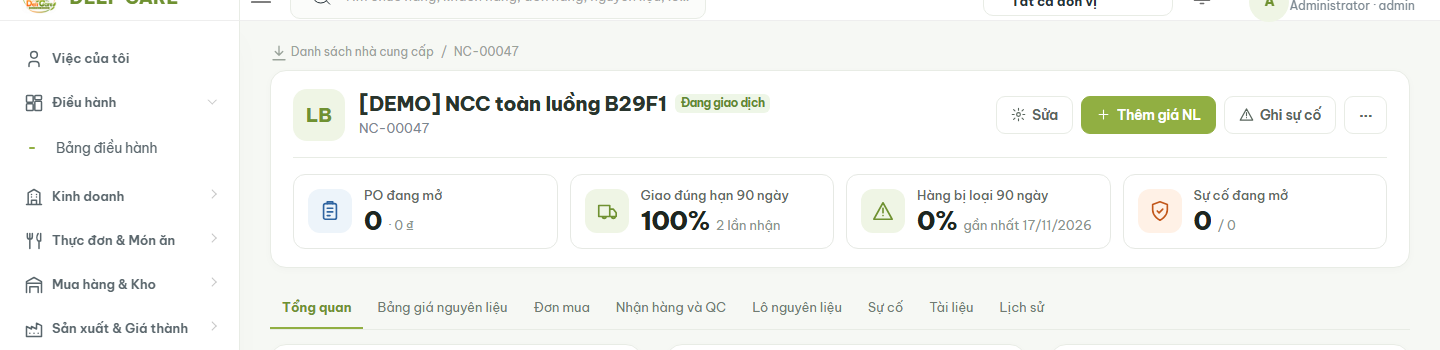 DELI CARE
Tất cả đơn vị
A
Administrator · admin
Việc của tôi
Điều hành
Bảng điều hành
Kinh doanh
Thực đơn & Món ăn
Mua hàng & Kho
Sản xuất & Giá thành
Danh sách nhà cung cấp / NC-00047
LB
[DEMO] NCC toàn luồng B29F1 Đang giao dịch
NC-00047
Sửa
+ Thêm giá NL
Ghi sự cố
...
PO đang mở
0 · 0 đ
Giao đúng hạn 90 ngày
100% 2 lần nhận
Hàng bị loại 90 ngày
0% gần nhất 17/11/2026
Sự cố đang mở
0 / 0
Tổng quan Bảng giá nguyên liệu Đơn mua Nhận hàng và QC Lô nguyên liệu Sự cố Tài liệu Lịch sử